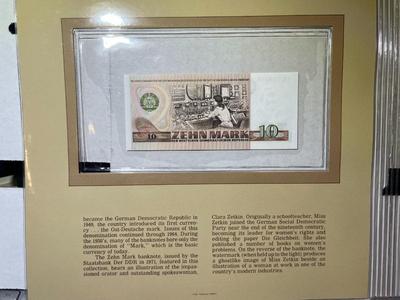 ZEHN MARK
10
10
became the German Democratic Republic in
1949, the country introduced its first curren-
cy . . . the Ost-Deutsche mark. Issues of this
denomination continued through 1964. During
the 1950's, many of the banknotes bore only the
denomination of "Mark," which is the basic
unit of currency today.
The Zehn Mark banknote, issued by the
Staatsbank Der DDR in 1971, featured in this
collection, bears an illustration of the impas-
sioned orator and outstanding spokeswoman,
Clara Zetkin. Originally a schoolteacher, Miss
Zetkin joined the German Social Democratic
Party near the end of the nineteenth century,
becoming its leader for women's rights and
editing the paper Die Gleichheit. She also
published a number of books on women's
problems. On the reverse of the banknote, the
watermark (when held up to the light) produces a
ghostlike image of Miss Zetkin beside an
illustration of a woman at work in one of the
country's modern industries.